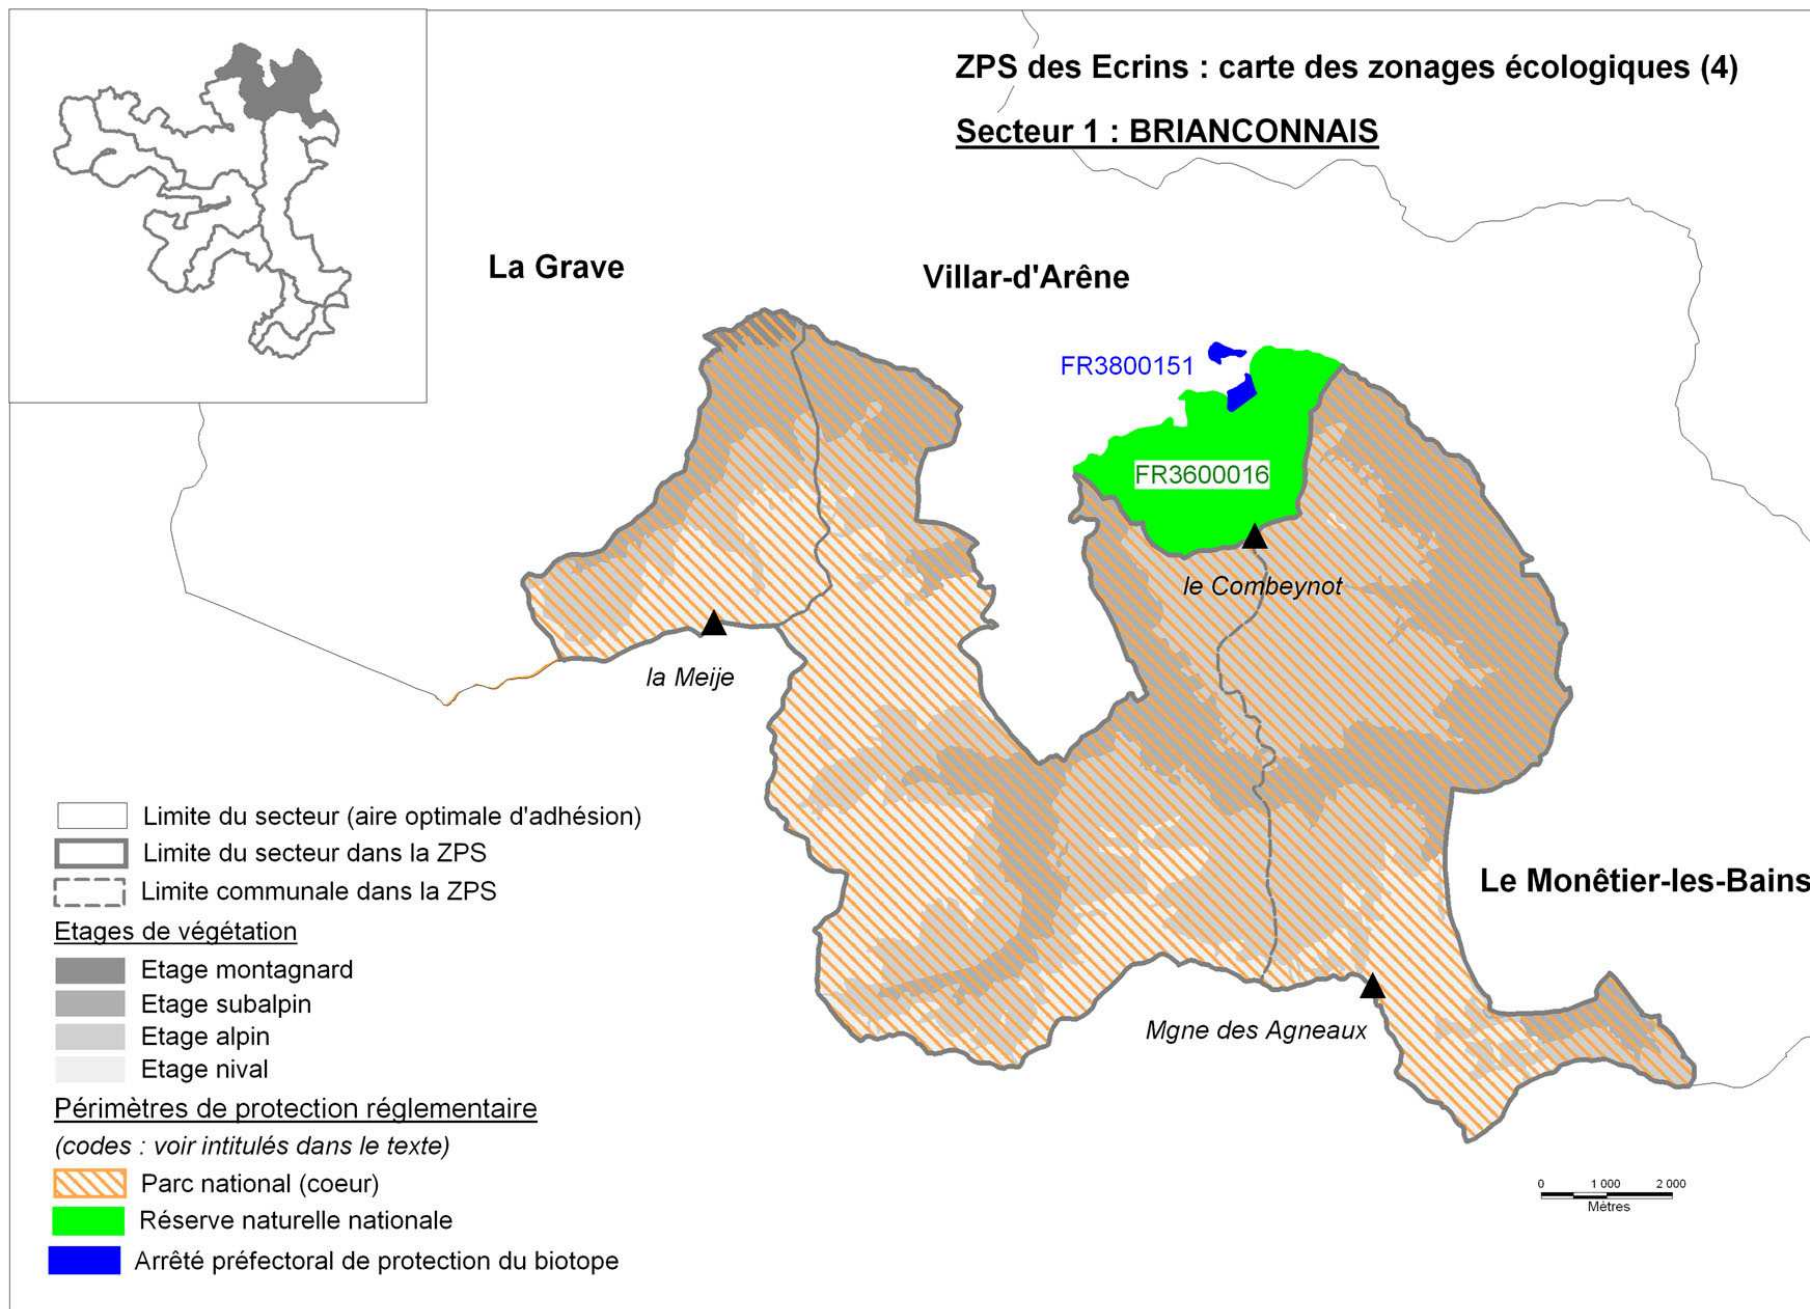 ZPS des Ecrins : carte des zonages écologiques (4)
Secteur 1 : BRIANCONNAIS
La Grave
Villar-d'Arêne
FR3800151
FR3600016
le Combeynot
la Meije
Le Monêtier-les-Bains
Mgne des Agneaux
Limite du secteur (aire optimale d'adhésion)
Limite du secteur dans la ZPS
Limite communale dans la ZPS
Etages de végétation
Etage montagnard
Etage subalpin
Etage alpin
Etage nival
Périmètres de protection réglementaire
(codes : voir intitulés dans le texte)
Parc national (coeur)
Réserve naturelle nationale
Arrêté préfectoral de protection du biotope
0 1 000 2 000
Mètres